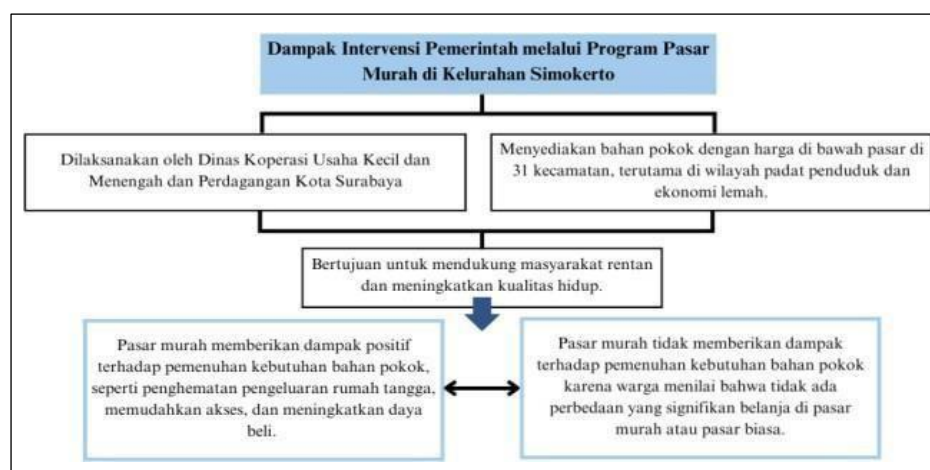 Dampak Intervensi Pemerintah melalui Program Pasar
Murah di Kelurahan Simokerto
Dilaksanakan oleh Dinas Koperasi Usaha Kecil dan
Menengah dan Perdagangan Kota Surabaya
Menyediakan bahan pokok dengan harga di bawah pasar di
31 kecamatan, terutama di wilayah padat penduduk dan
ekonomi lemah.
Bertujuan untuk mendukung masyarakat rentan
dan meningkatkan kualitas hidup.
Pasar murah memberikan dampak positif
terhadap pemenuhan kebutuhan bahan pokok,
seperti penghematan pengeluaran rumah tangga,
memudahkan akses, dan meningkatkan daya
beli.
Pasar murah tidak memberikan dampak
terhadap pemenuhan kebutuhan bahan pokok
karena warga menilai bahwa tidak ada
perbedaan yang signifikan belanja di pasar
murah atau pasar biasa.